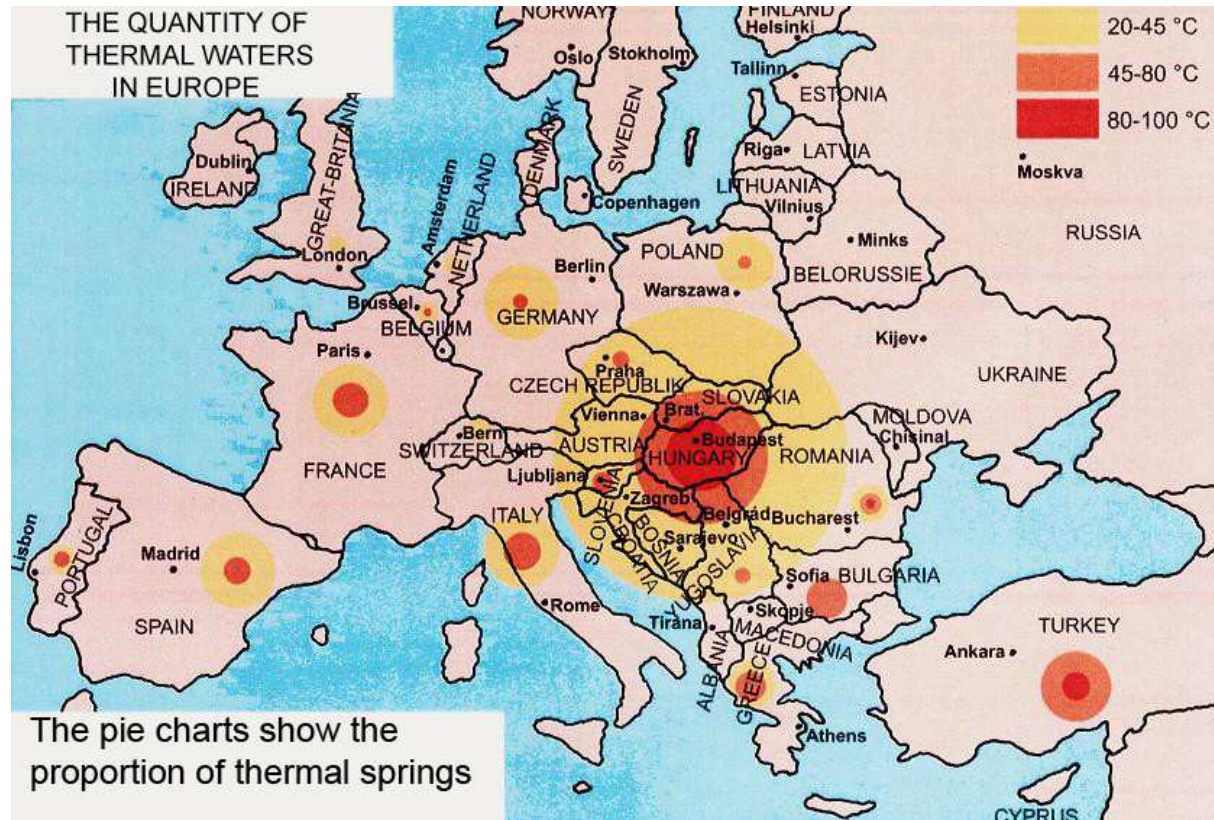 THE QUANTITY OF
THERMAL WATERS
IN EUROPE
20-45 °C
45-80 °C
80-100 °C
NORWAY
Oslo
Stokholm
SWEDEN
FINLAND
Helsinki
Tallinn
ESTONIA
Riga
LATVIA
LITHUANIA
Vilnius
Moskva
RUSSIA
Minks
BELORUSSIE
Dublin
IRELAND
GREAT-BRITANIA
London
Amsterdam
NETHERLAND
DENMARK
Copenhagen
Berlin
GERMANY
POLAND
Warszawa
Brussel
BELGIUM
Paris
FRANCE
Praha
CZECH REPUBLIK
SLOVAKIA
Kijev
UKRAINE
MOLDOVA
Chisinal
Vienna
Brat.
Bern
SWITZERLAND
AUSTRIA
Budapest
HUNGARY
ROMANIA
Ljubljana
SLOVENIA
Zagreb
CROATIA
BOSNIA
Sarajevo
Belgrád
YUGOSLAVIA
Bucharest
ITALY
Rome
Lisbon
PORTUGAL
Madrid
SPAIN
Sofia
BULGARIA
Skopje
MACEDONIA
Tirana
ALBANIA
GREECE
Athens
TURKEY
Ankara
CYPRUS
The pie charts show the
proportion of thermal springs